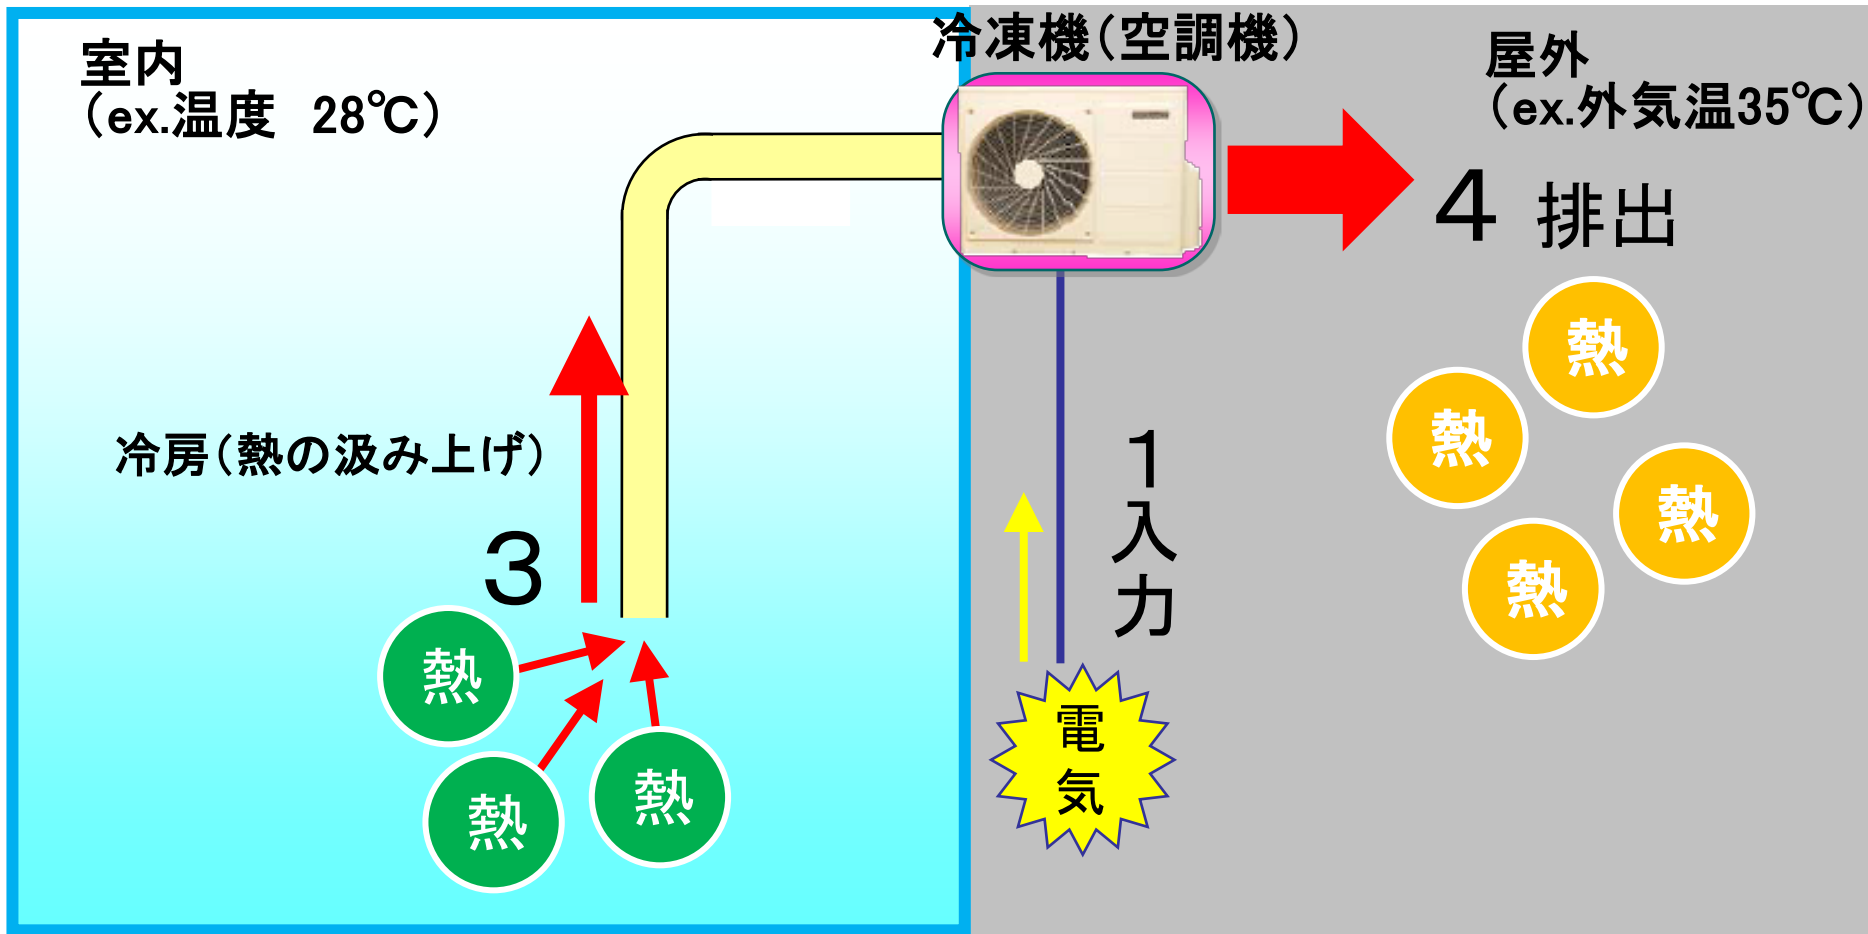 室内
（ex.温度　28℃）
冷凍機（空調機）
屋外
（ex.外気温35℃）
４ 排出
熱
熱
熱
熱
冷房（熱の汲み上げ）
３
熱
熱
熱
１入力
電気